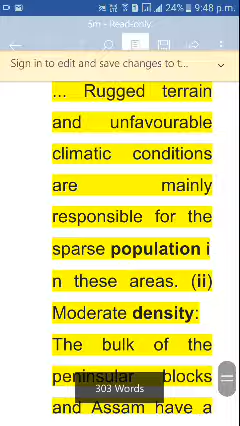 24% 9:48 p.m.
5m - Read-only
Sign in to edit and save changes to t...
... Rugged terrain
and unfavourable
climatic conditions
are mainly
responsible for the
sparse population i
n these areas. (ii)
Moderate density:
The bulk of the
peninsular blocks
303 Words
and Assam have a